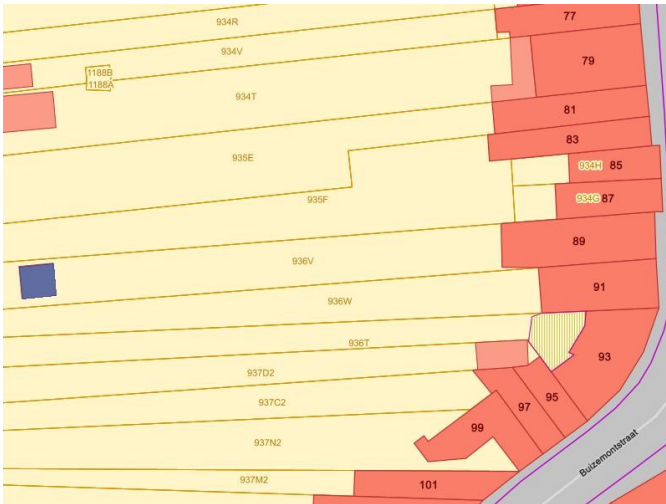 934R
77
934V
79
1188B
1188A
934T
81
83
935E
934H
85
935F
934G
87
89
936V
91
936W
936T
93
937D2
95
937C2
97
99
937N2
Buizemontstraat
937M2
101